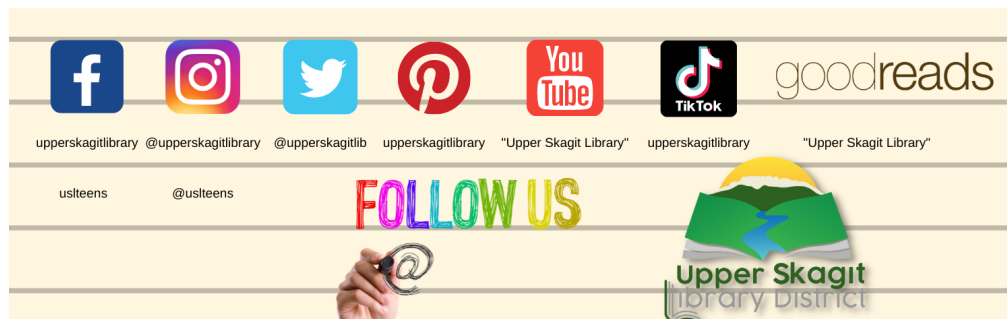 You
Tube
TikTok
goodreads
upperskagitlibrary @upperskagitlibrary @upperskagitlib upperskagitlibrary "Upper Skagit Library" upperskagitlibrary "Upper Skagit Library"
uslteens @uslteens
FOLLOW US
@
Upper Skagit
Library District